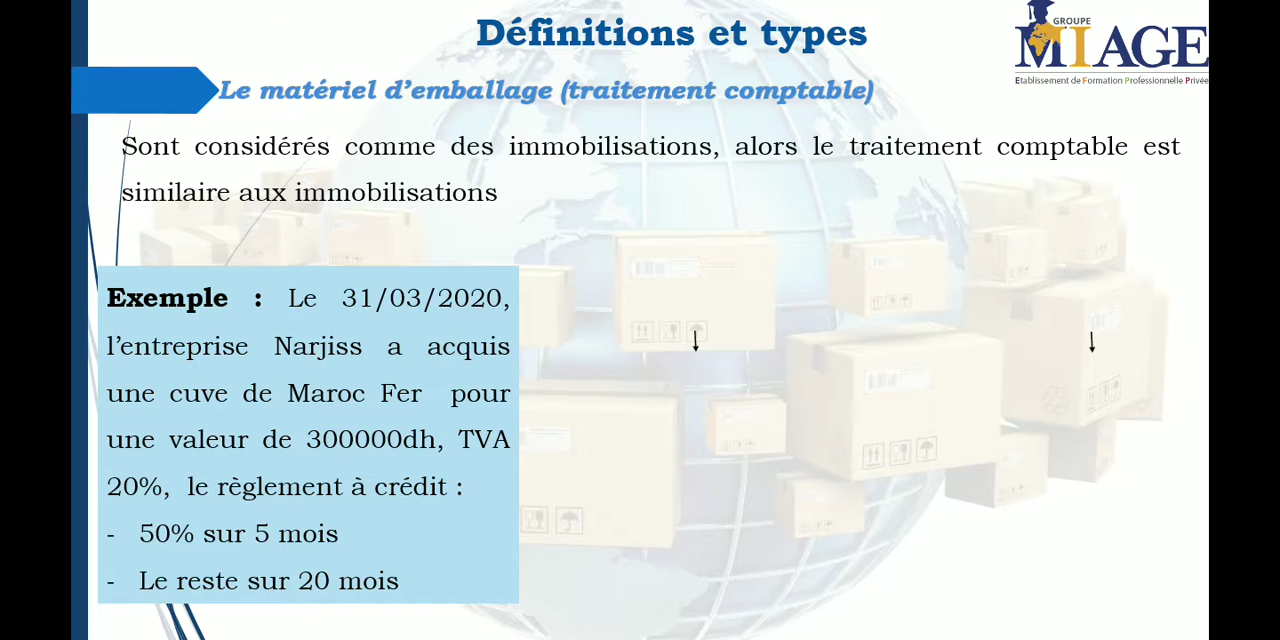 Définitions et types
GROUPE
MIAGE
Etablissement de Formation Professionnelle Privée
Le matériel d’emballage (traitement comptable)
Sont considérés comme des immobilisations, alors le traitement comptable est
similaire aux immobilisations
Exemple : Le 31/03/2020,
l’entreprise Narjiss a acquis
une cuve de Maroc Fer pour
une valeur de 300000dh, TVA
20%, le règlement à crédit :
- 50% sur 5 mois
- Le reste sur 20 mois